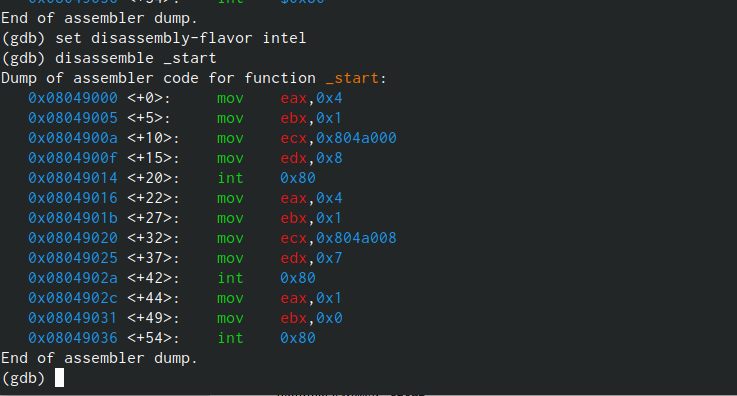 End of assembler dump.
(gdb) set disassembly-flavor intel
(gdb) disassemble _start
Dump of assembler code for function _start:
   0x08049000 <+0>:     mov    eax,0x4
   0x08049005 <+5>:     mov    ebx,0x1
   0x0804900a <+10>:    mov    ecx,0x804a000
   0x0804900f <+15>:    mov    edx,0x8
   0x08049014 <+20>:    int    0x80
   0x08049016 <+22>:    mov    eax,0x4
   0x0804901b <+27>:    mov    ebx,0x1
   0x08049020 <+32>:    mov    ecx,0x804a008
   0x08049025 <+37>:    mov    edx,0x7
   0x0804902a <+42>:    int    0x80
   0x0804902c <+44>:    mov    eax,0x1
   0x08049031 <+49>:    mov    ebx,0x0
   0x08049036 <+54>:    int    0x80
End of assembler dump.
(gdb)